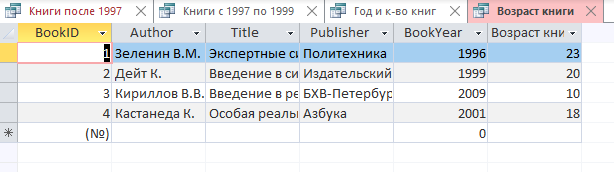 Книги после 1997 Книги с 1997 по 1999 Год и к-во книг Возраст книги
BookID Author Title Publisher BookYear Возраст кни
1 Зеленин В.М. Экспертные си Политехника 1996 23
2 Дейт К. Введение в си Издательский 1999 20
3 Кириллов В.В. Введение в ре БХВ-Петербур 2009 10
4 Кастанеда К. Особая реаль Азбука 2001 18
(№) 0